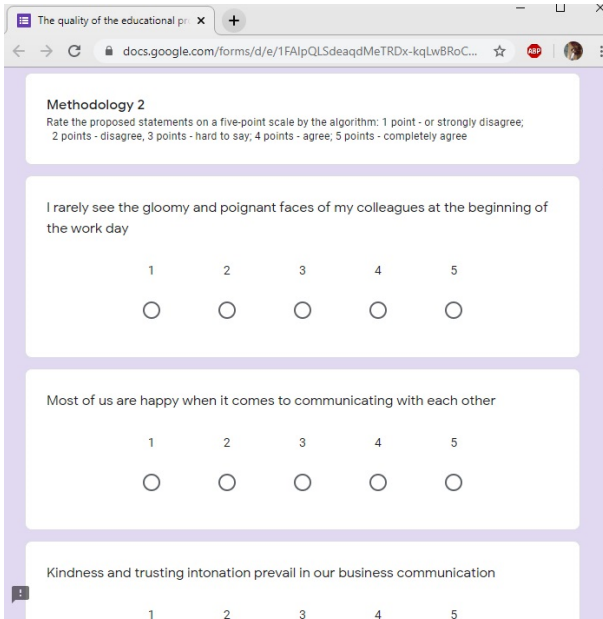 The quality of the educational pr
docs.google.com/forms/d/e/1FAIpQLSdeaqdMeTRDx-kqLwBRoC...
ABP
Methodology 2
Rate the proposed statements on a five-point scale by the algorithm: 1 point - or strongly disagree;
2 points - disagree, 3 points - hard to say; 4 points - agree; 5 points - completely agree
I rarely see the gloomy and poignant faces of my colleagues at the beginning of
the work day
1 2 3 4 5
Most of us are happy when it comes to communicating with each other
1 2 3 4 5
Kindness and trusting intonation prevail in our business communication
1 2 3 4 5